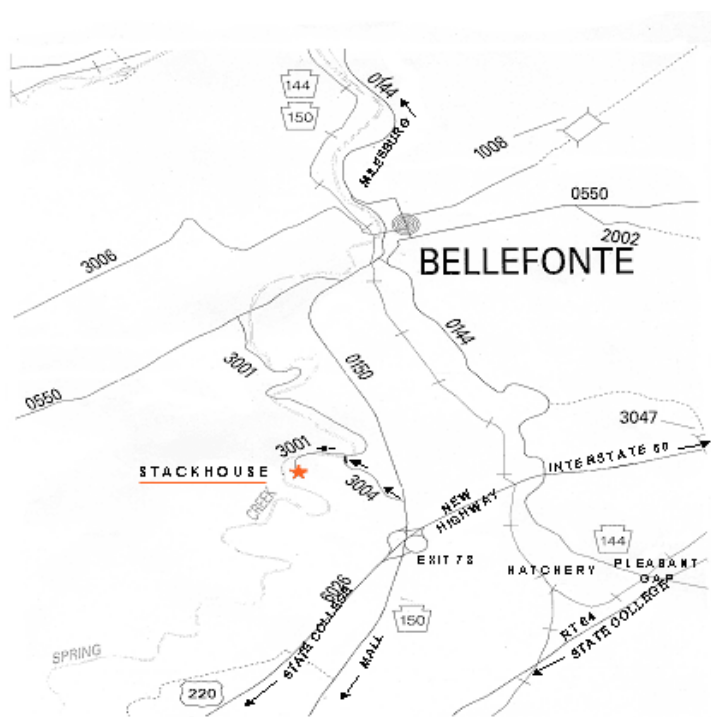 144
150
0144
MILESBURG
1008
0550
2002
BELLEFONTE
3006
3001
0150
0144
0550
3047
3001
INTERSTATE 80
STACKHOUSE
3004
CREEK
NEW
HIGHWAY
144
EXIT 78
HATCHERY
PLEASANT
GAP
6026
STATE COLLEGE
150
RT 64
STATE COLLEGE
MALL
SPRING
220